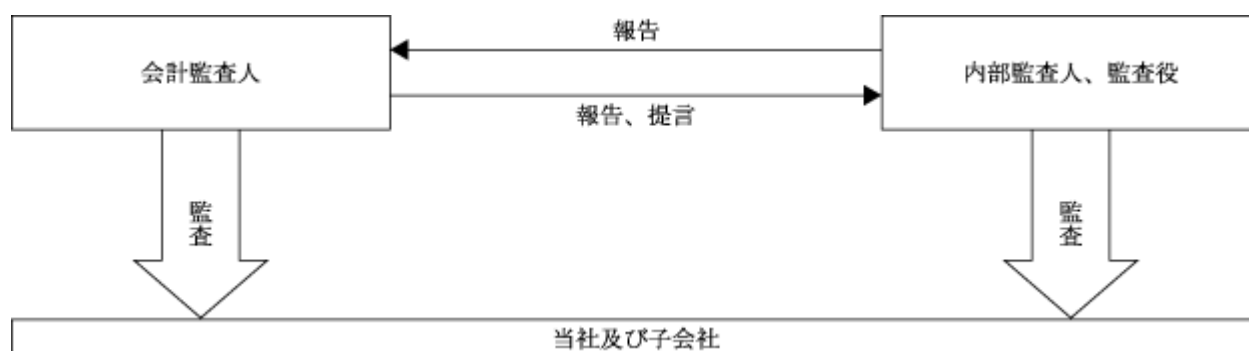 報告
会計監査人
内部監査人、監査役
報告、提言
監査
監査
当社及び子会社